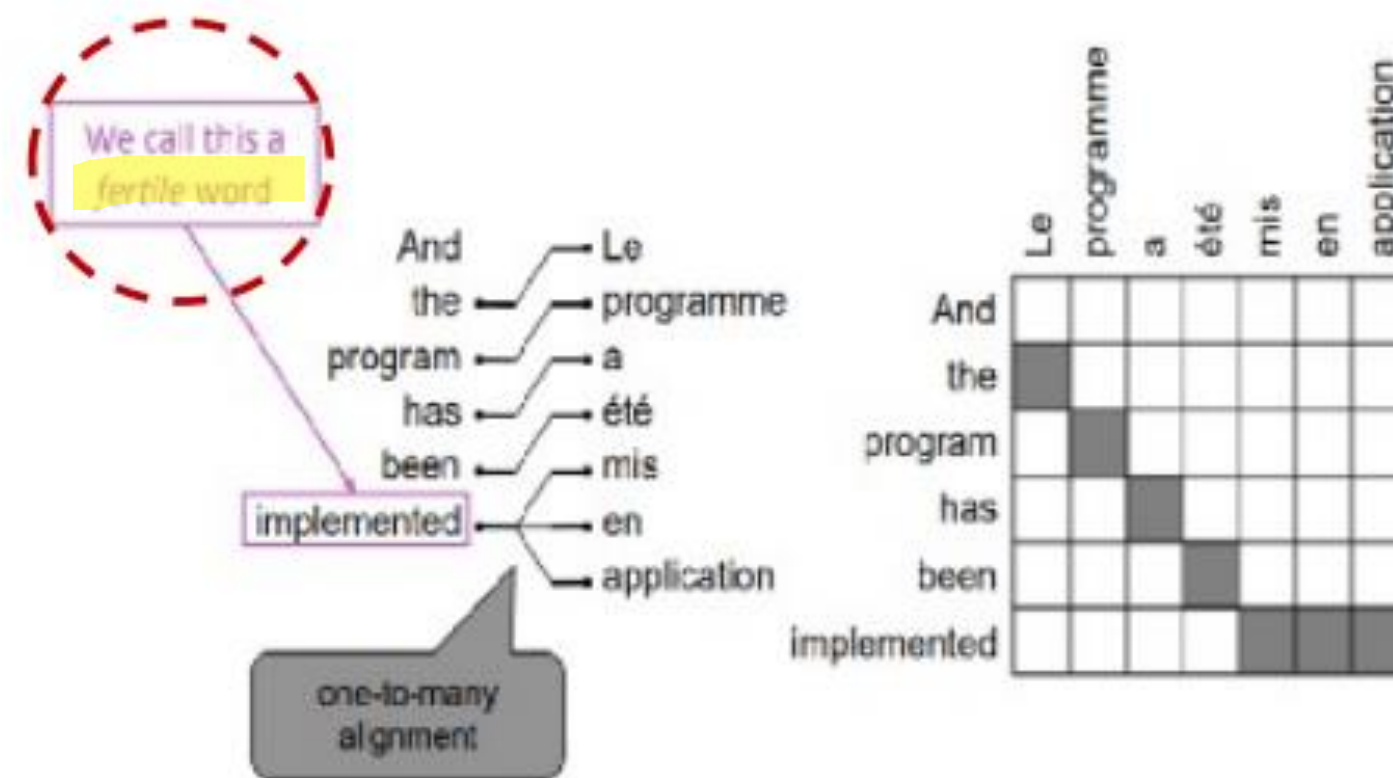 We call this a
fertile word
And
the
program
has
been
implemented
Le
programme
a
été
mis
en
application
one-to-many
alignment
Le
programme
a
été
mis
en
application
And
the
program
has
been
implemented